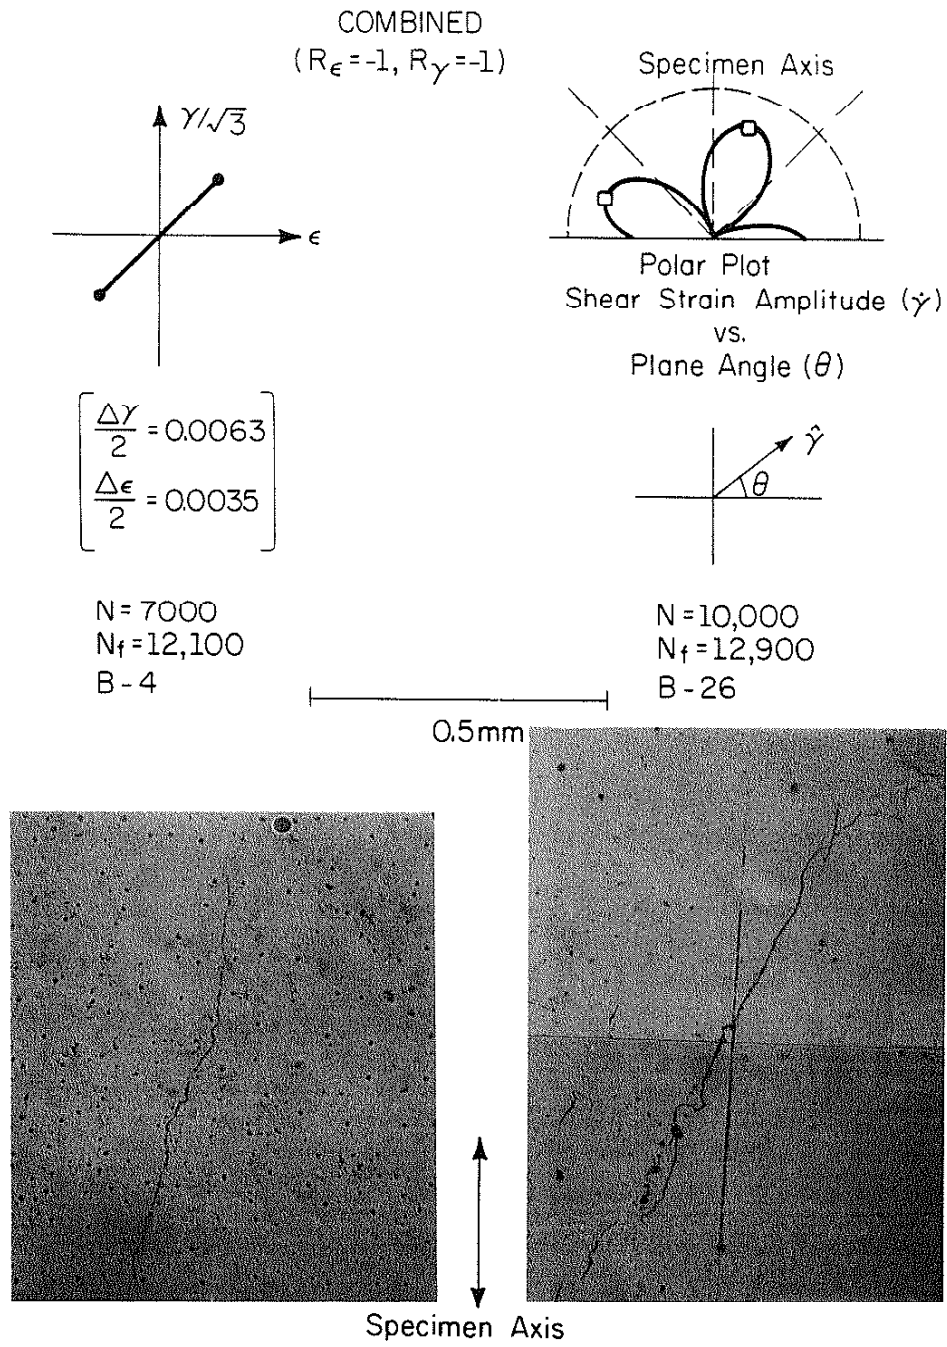 COMBINED
(Rϵ=-1, Rγ=-1)
γ/√3
ϵ
Specimen Axis
Polar Plot
Shear Strain Amplitude (γ̂)
vs.
Plane Angle (θ)
Δγ/2 = 0.0063
Δϵ/2 = 0.0035
γ̂
θ
N = 7000
Nf = 12,100
B-4
N = 10,000
Nf = 12,900
B-26
0.5mm
Specimen Axis